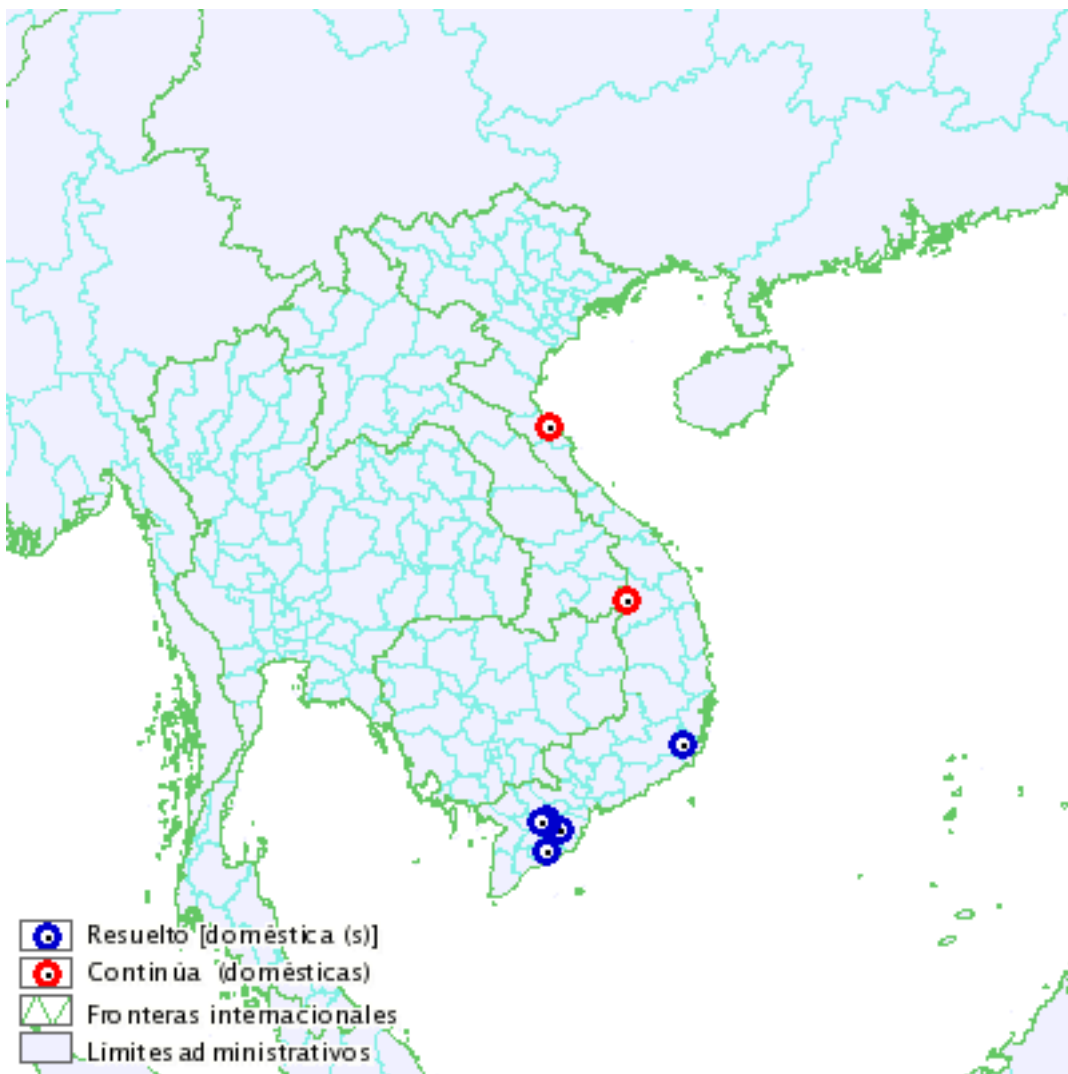 Resuelto [doméstica (s)]
Continúa (domésticas)
Fronteras internacionales
Límites administrativos